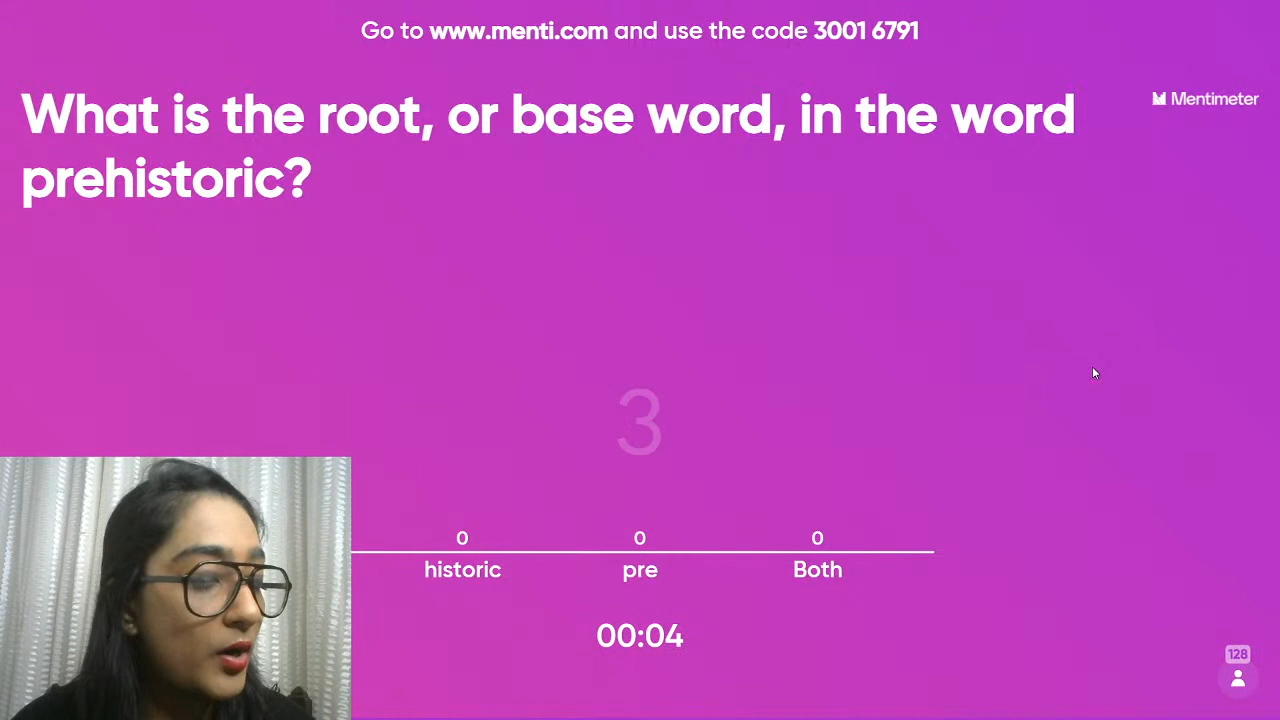 Go to www.menti.com and use the code 3001 6791
What is the root, or base word, in the word
prehistoric?
Mentimeter
3
0 0 0
historic pre Both
00:04
128